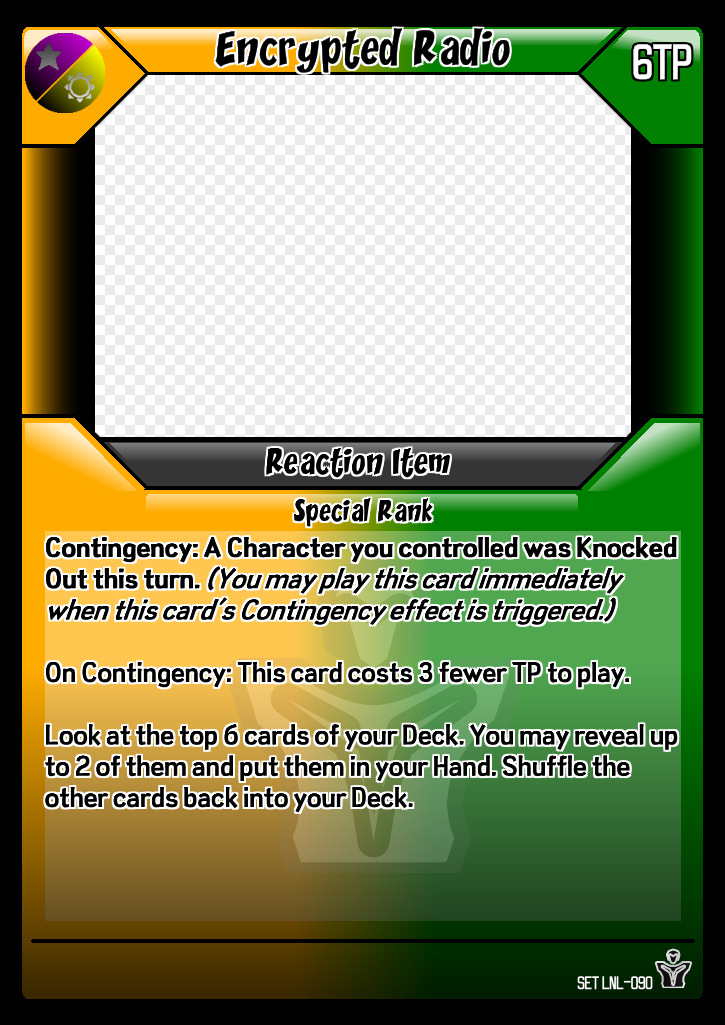 Encrypted Radio
6TP
Reaction Item
Special Rank
Contingency: A Character you controlled was Knocked
Out this turn. (You may play this card immediately
when this card's Contingency effect is triggered.)
On Contingency: This card costs 3 fewer TP to play.
Look at the top 6 cards of your Deck. You may reveal up
to 2 of them and put them in your Hand. Shuffle the
other cards back into your Deck.
SET LNL-090